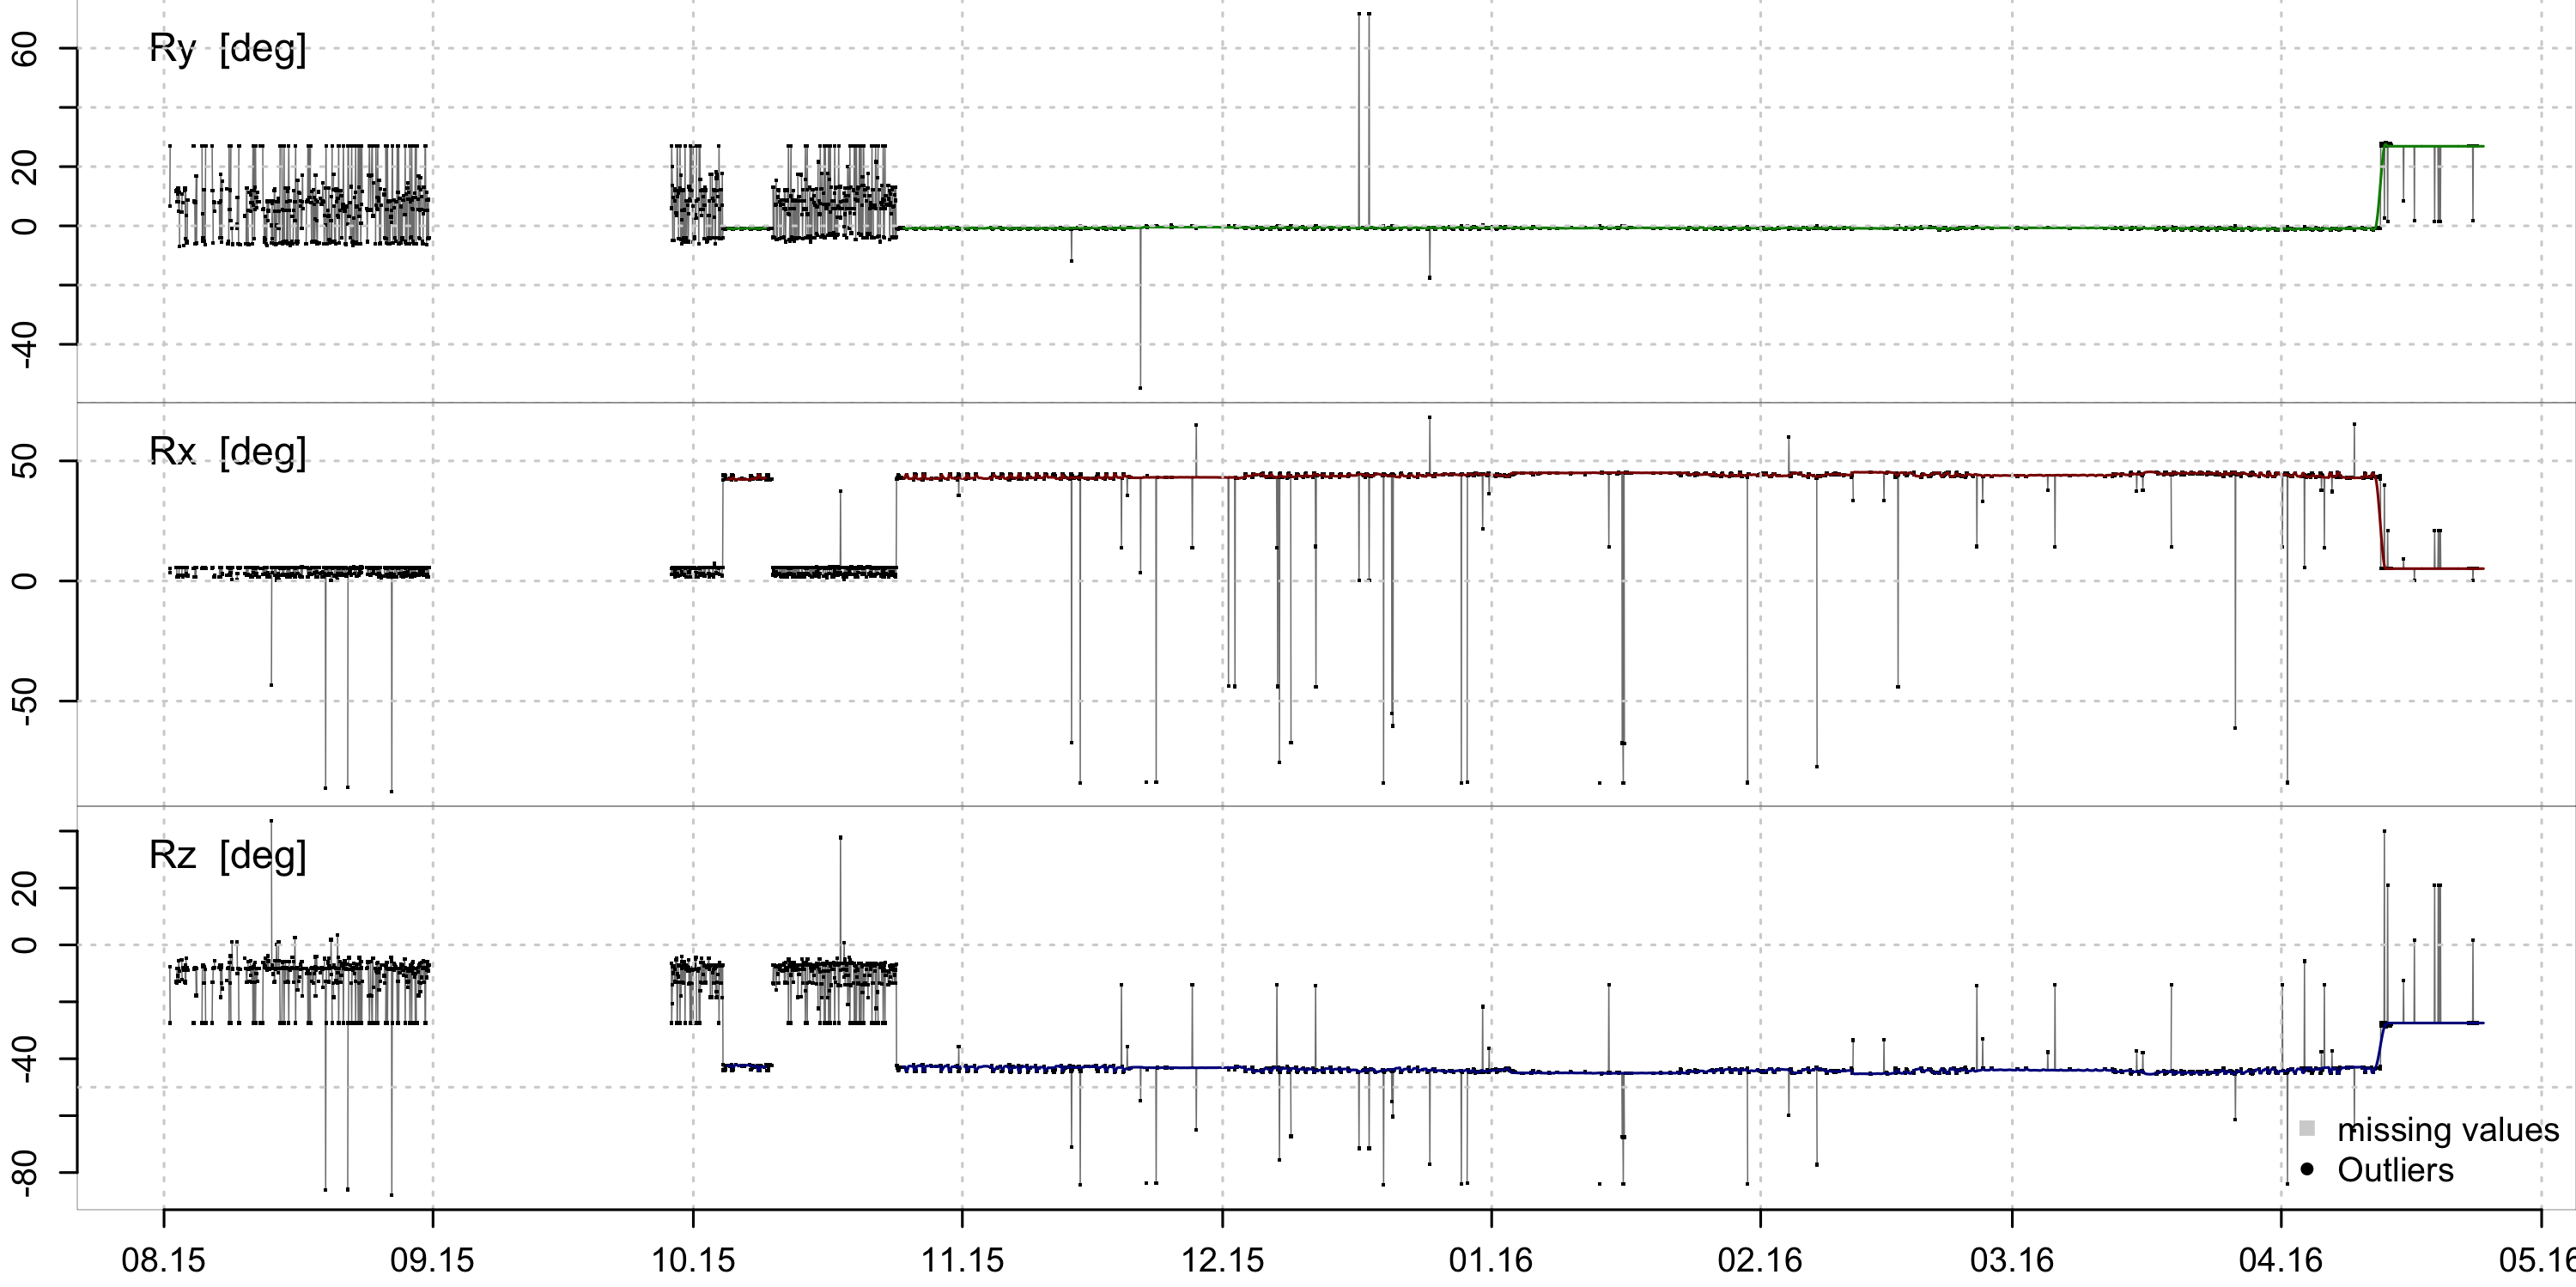 Ry [deg]
60
20
0
-40
Rx [deg]
50
0
-50
Rz [deg]
20
0
-40
-80
missing values
Outliers
08.15 09.15 10.15 11.15 12.15 01.16 02.16 03.16 04.16 05.16